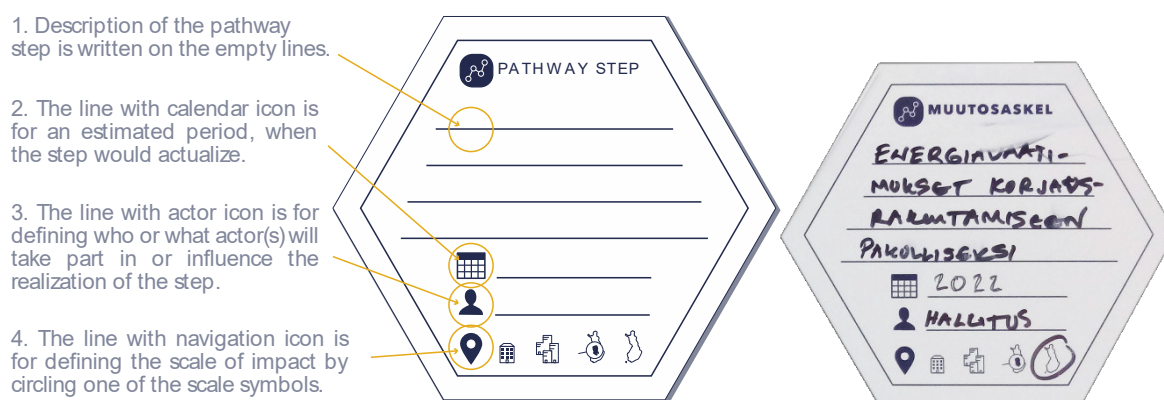 1. Description of the pathway
step is written on the empty lines.
2. The line with calendar icon is
for an estimated period, when
the step would actualize.
3. The line with actor icon is for
defining who or what actor(s) will
take part in or influence the
realization of the step.
4. The line with navigation icon is
for defining the scale of impact by
circling one of the scale symbols.
PATHWAY STEP
MUUTOSASKEL
ENERGIAVAATI-
MUKSET KORJAUS-
RAKENTAMISEEN
PAKOLLISEKSI
2022
HALLITUS